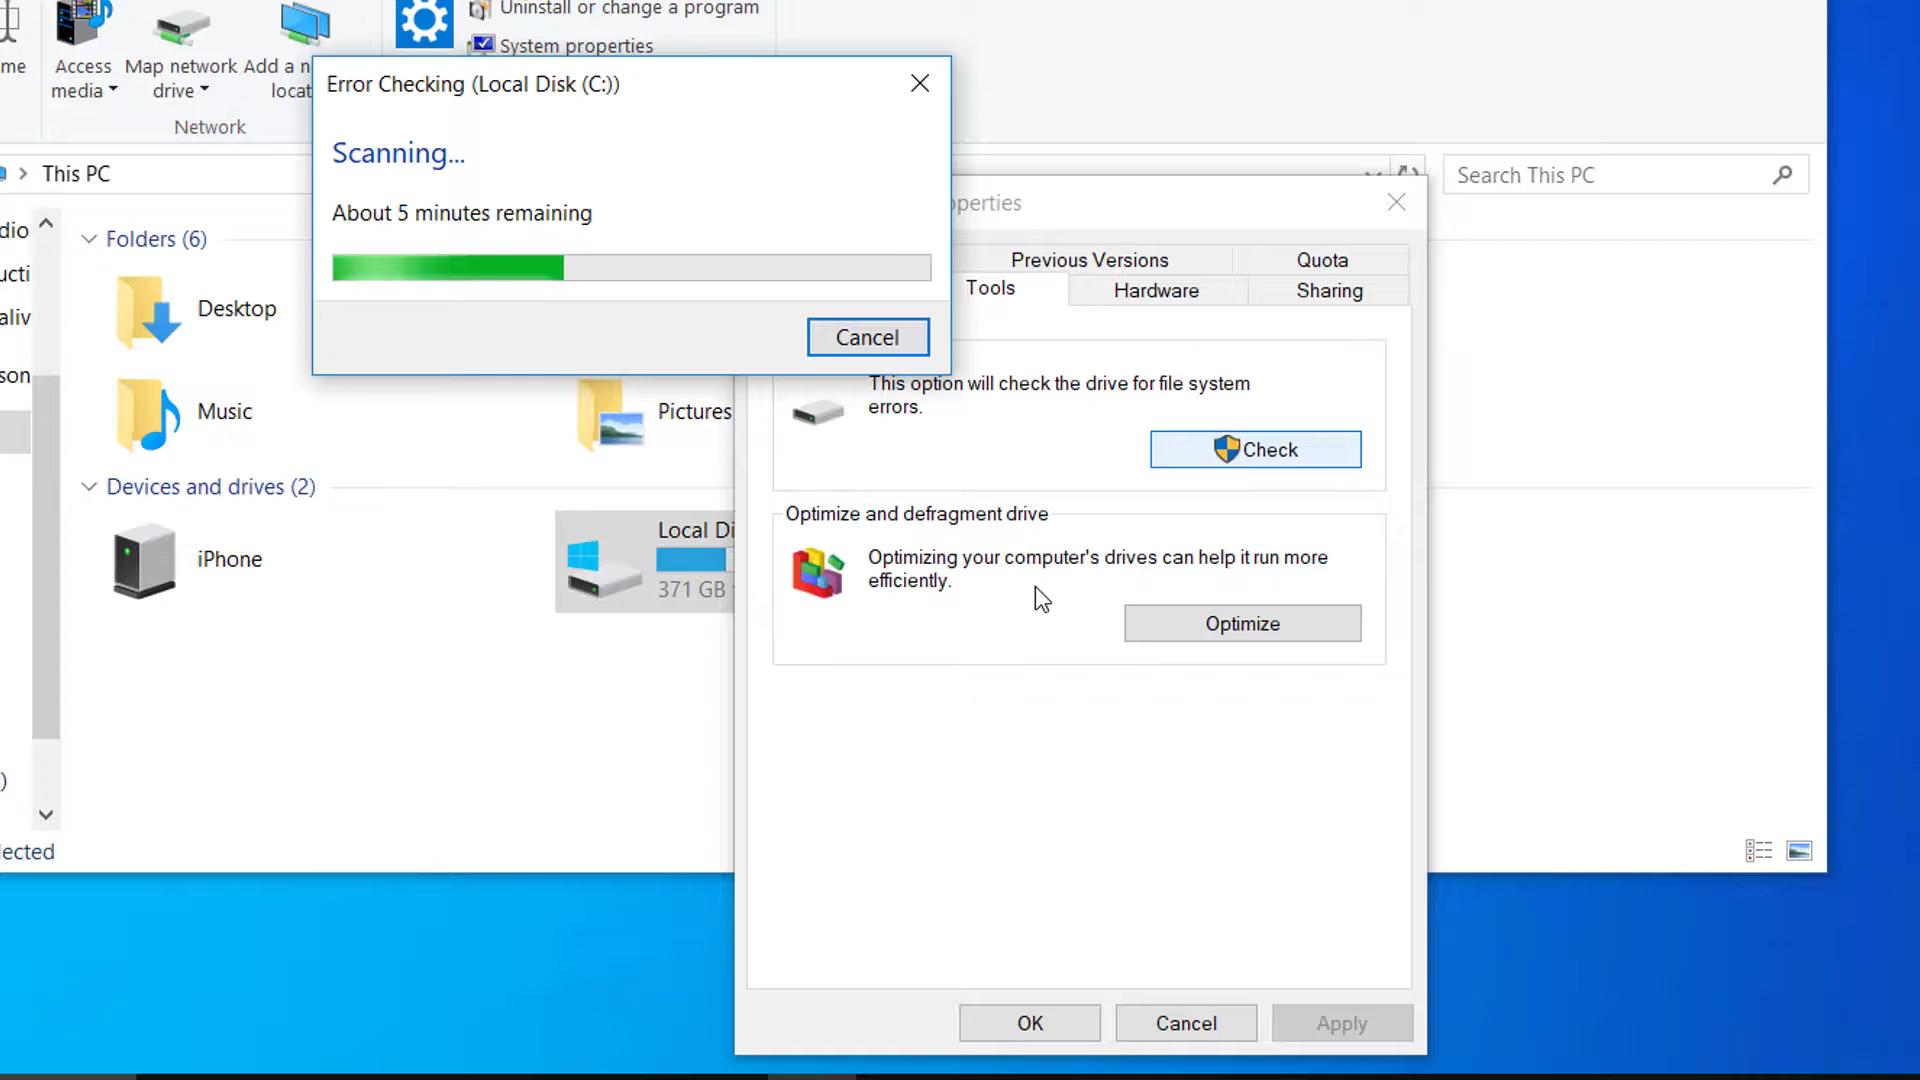 Uninstall or change a program
System properties
me
Access
media
Map network
drive
Add a n
locat
Network
This PC
Search This PC
Error Checking (Local Disk (C:))
Scanning...
About 5 minutes remaining
Cancel
operties
Previous Versions
Quota
Tools
Hardware
Sharing
This option will check the drive for file system
errors.
Check
Optimize and defragment drive
Optimizing your computer's drives can help it run more
efficiently.
Optimize
OK
Cancel
Apply
dio
ucti
aliv
son
)
Folders (6)
Desktop
Music
Pictures
Devices and drives (2)
iPhone
Local Di
371 GB
lected